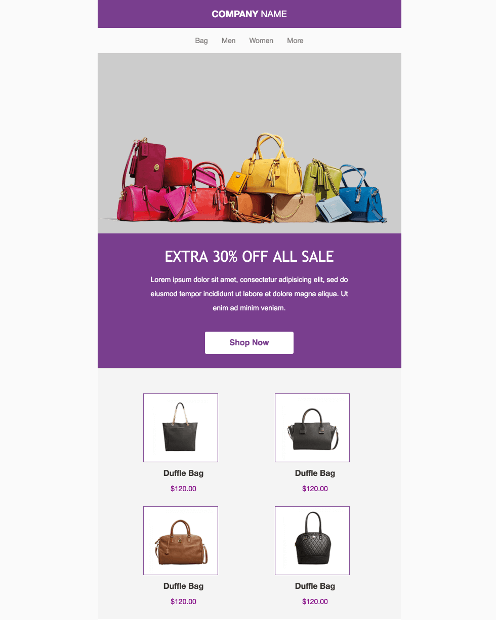 COMPANY NAME
Bag Men Women More
EXTRA 30% OFF ALL SALE
Lorem ipsum dolor sit amet, consectetur adipisicing elit, sed do
eiusmod tempor incididunt ut labore et dolore magna aliqua. Ut
enim ad minim veniam.
Shop Now
Duffle Bag Duffle Bag
$120.00 $120.00
Duffle Bag Duffle Bag
$120.00 $120.00